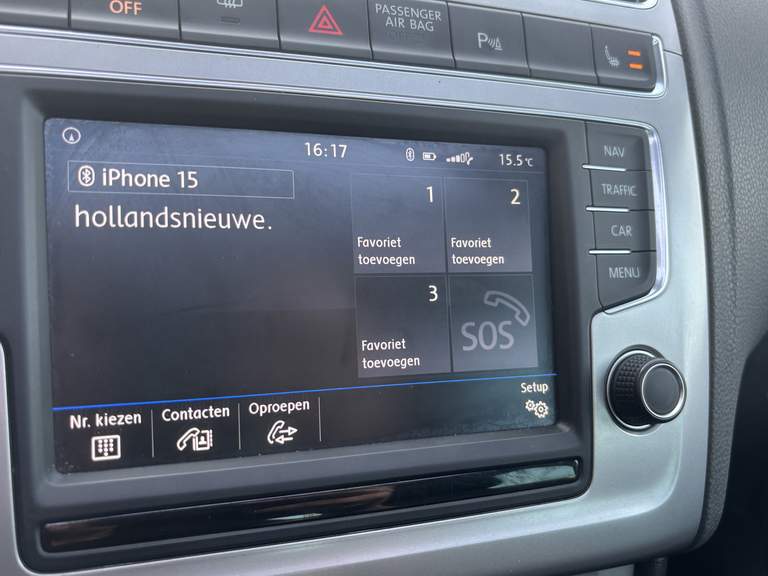 OFF
PASSENGER
AIR BAG
P
16:17
15.5°C
iPhone 15
hollandsnieuwe.
1
2
Favoriet
toevoegen
Favoriet
toevoegen
3
Favoriet
toevoegen
SOS
Nr. kiezen
Contacten
Oproepen
Setup
NAV
TRAFFIC
CAR
MENU